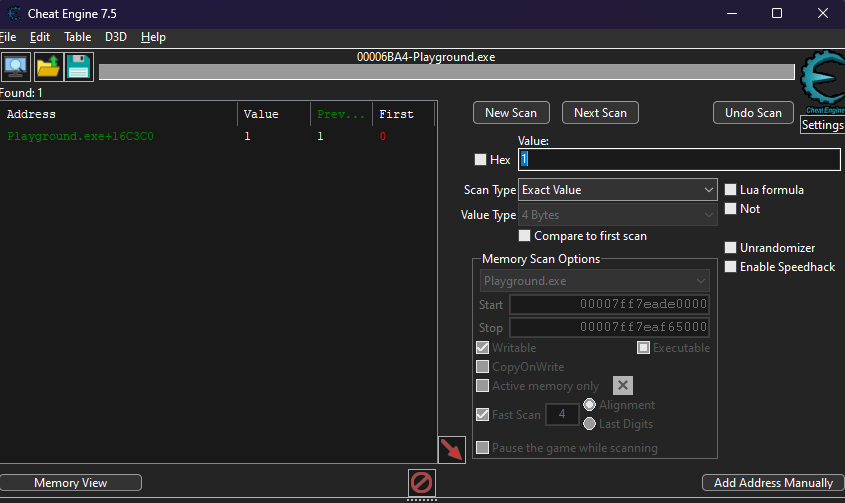 Cheat Engine 7.5
File Edit Table D3D Help
00006BA4-Playground.exe
Found: 1
Address Value Prev... First
Playground.exe+16C3C0 1 1 0
New Scan Next Scan Undo Scan
Cheat Engine
Settings
Value:
Hex 1
Scan Type Exact Value Lua formula
Value Type 4 Bytes Not
Compare to first scan
Unrandomizer
Enable Speedhack
Memory Scan Options
Playground.exe
Start 00007ff7eade0000
Stop 00007ff7eaf65000
Writable Executable
CopyOnWrite
Active memory only
Fast Scan 4 Alignment
Last Digits
Pause the game while scanning
Memory View Add Address Manually